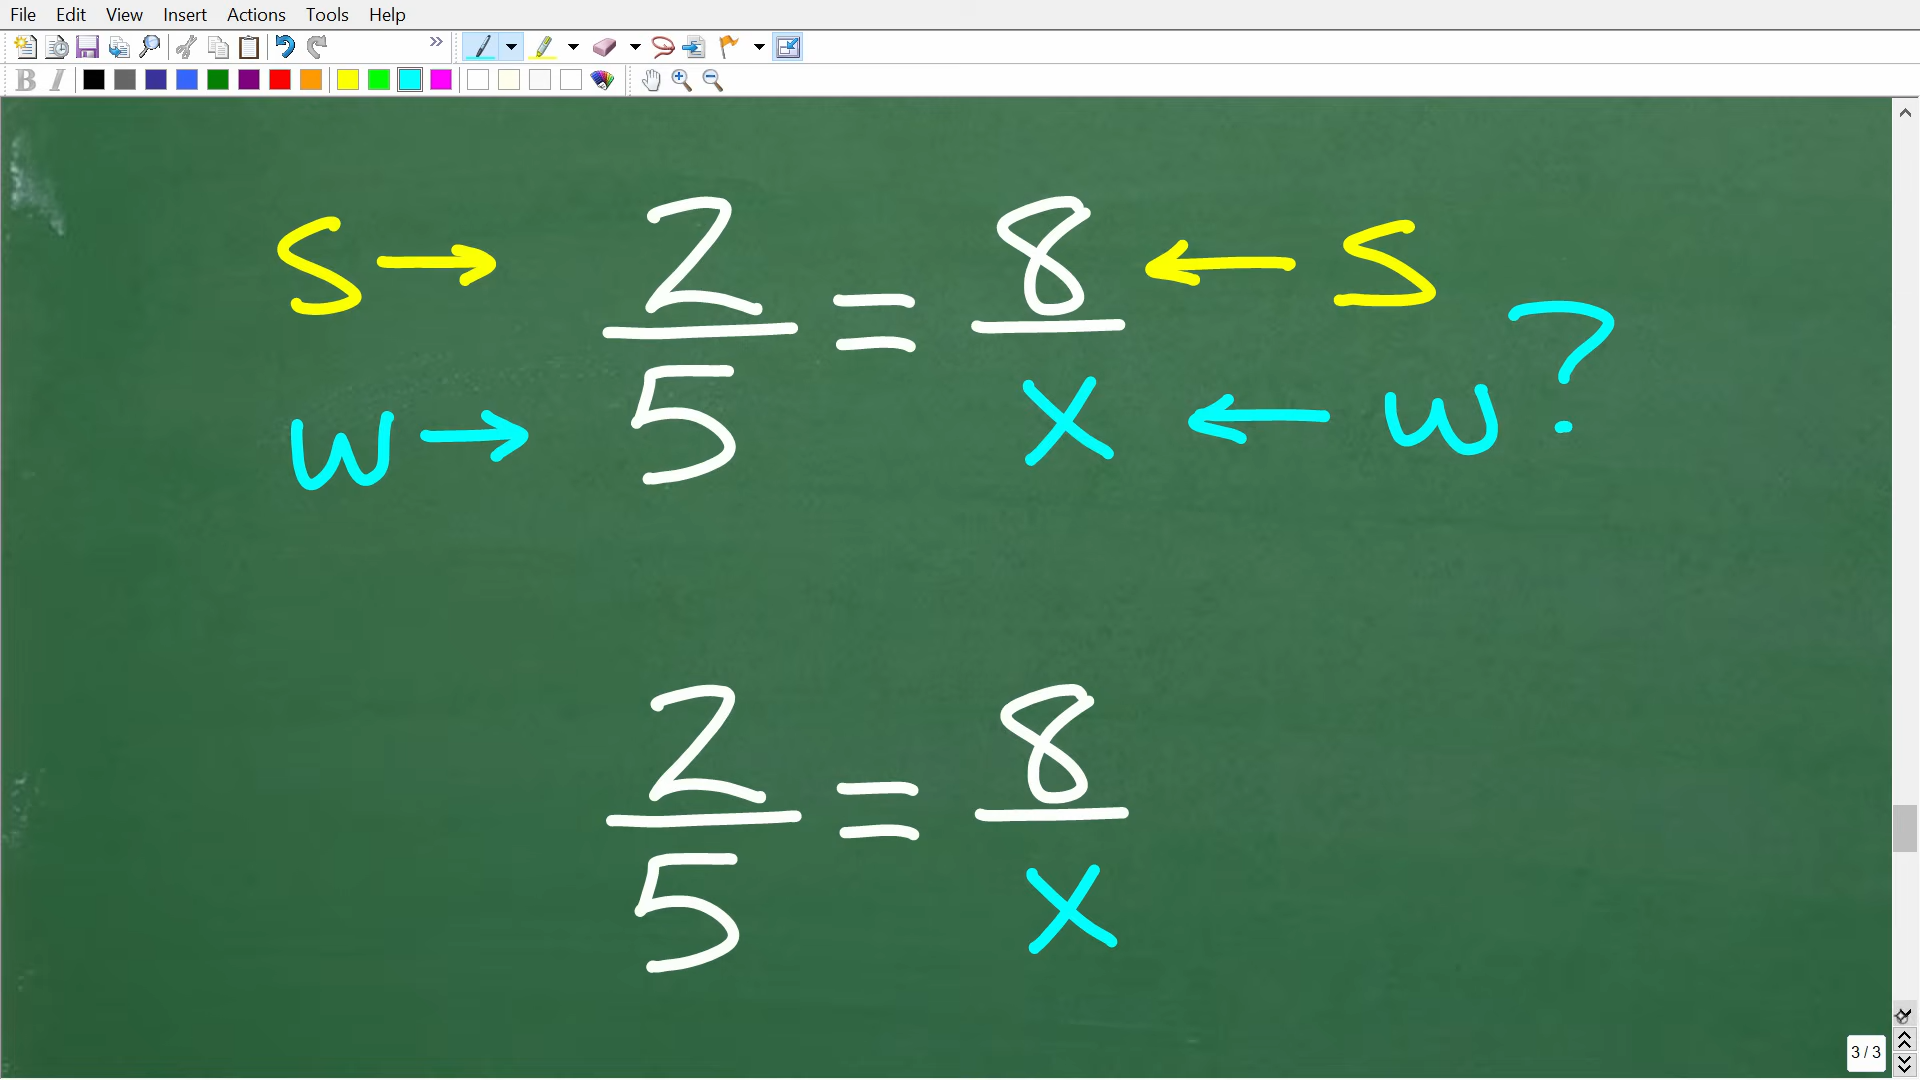 File Edit View Insert Actions Tools Help
B I
S → 2/5 = 8/x ← S
W → ← W?
2/5 = 8/x
3 / 3